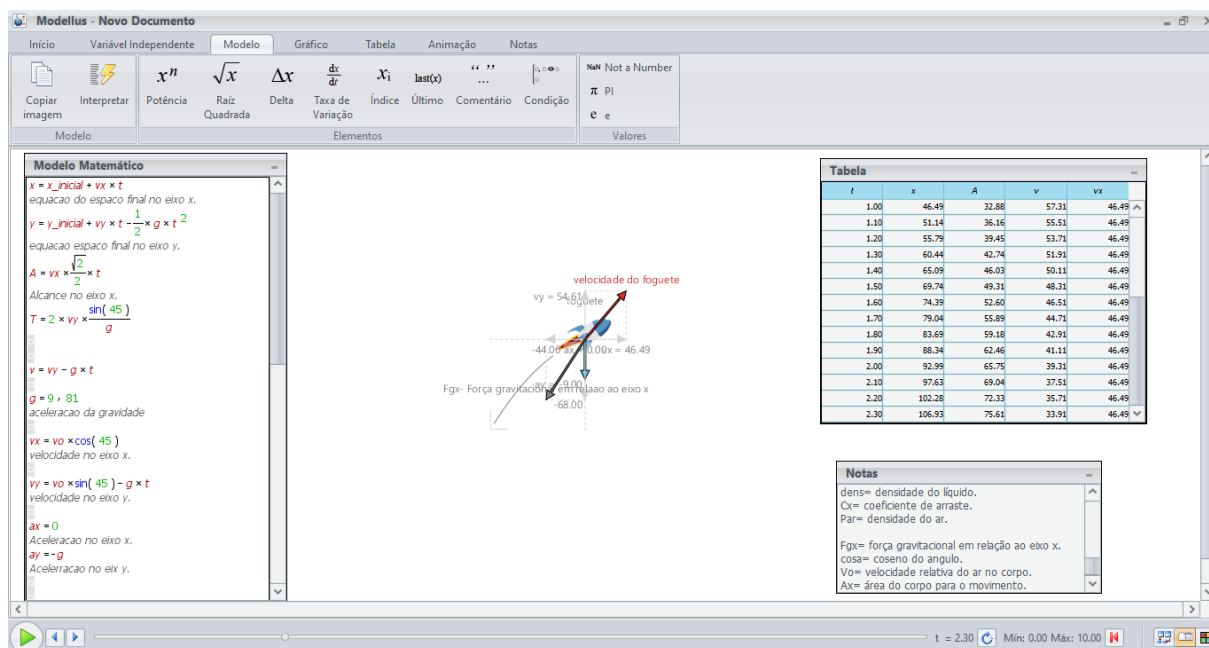 Modellus - Novo Documento
Início Variável Independente Modelo Gráfico Tabela Animação Notas
xⁿ √x Δx dx/dt xᵢ last(x) “ ” ...
Copiar imagem Interpretar Potência Raíz Quadrada Delta Taxa de Variação Índice Último Comentário Condição
NaN Not a Number
π PI
e e
Modelo Elementos Valores
Modelo Matemático
x = x_inicial + vx × t
equacao do espaco final no eixo x.
y = y_inicial + vy × t - 1/2 × g × t ²
equacao espaco final no eixo y.
A = vx × √2/2 × t
Alcance no eixo x.
T = 2 × vy × sin( 45 )/g
v = vy - g × t
g = 9 , 81
aceleracao da gravidade
vx = vo × cos( 45 )
velocidade no eixo x.
vy = vo × sin( 45 ) - g × t
velocidade no eixo y.
ax = 0
Aceleracao no eixo x.
ay = -g
Acelerracao no eix y.
velocidade do foguete
vy = 54.61
foguete
-44.00 ax = 0.00 vx = 46.49
ay = -9.00
Fgx- Força gravitacional em relaao ao eixo x
-68.00
Tabela
t x A v vx
1.00 46.49 32.88 57.31 46.49
1.10 51.14 36.16 55.51 46.49
1.20 55.79 39.45 53.71 46.49
1.30 60.44 42.74 51.91 46.49
1.40 65.09 46.03 50.11 46.49
1.50 69.74 49.31 48.31 46.49
1.60 74.39 52.60 46.51 46.49
1.70 79.04 55.89 44.71 46.49
1.80 83.69 59.18 42.91 46.49
1.90 88.34 62.46 41.11 46.49
2.00 92.99 65.75 39.31 46.49
2.10 97.63 69.04 37.51 46.49
2.20 102.28 72.33 35.71 46.49
2.30 106.93 75.61 33.91 46.49
Notas
dens= densidade do líquido.
Cx= coeficiente de arraste.
Par= densidade do ar.
Fgx= força gravitacional em relação ao eixo x.
cosa= coseno do angulo.
Vo= velocidade relativa do ar no corpo.
Ax= área do corpo para o movimento.
t = 2.30 Mín: 0.00 Máx: 10.00